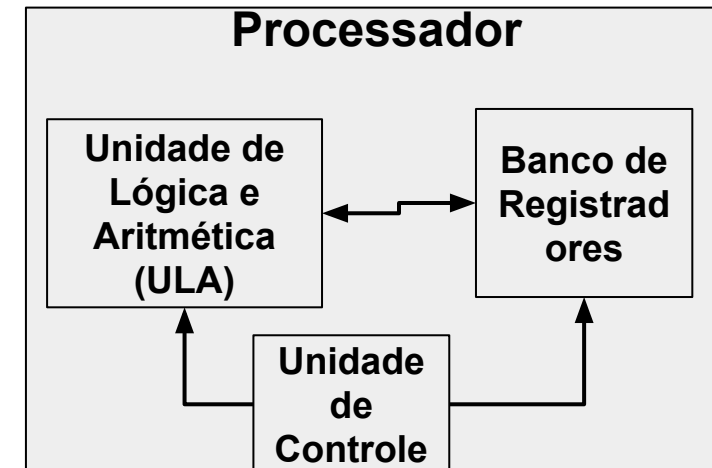 Processador
Unidade de
Lógica e
Aritmética
(ULA)
Banco de
Registrad
ores
Unidade
de
Controle